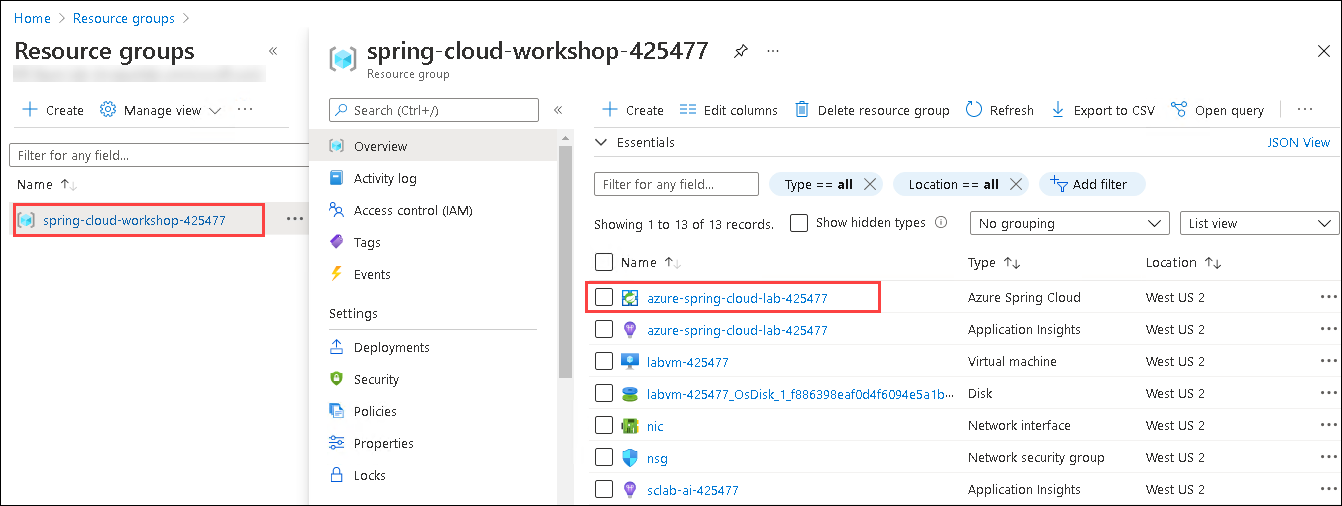 Home > Resource groups >
Resource groups «
+ Create Manage view ···
Filter for any field...
Name ↑↓
spring-cloud-workshop-425477 ···
spring-cloud-workshop-425477 ···
Resource group
Search (Ctrl+/) «
Overview
Activity log
Access control (IAM)
Tags
Events
Settings
Deployments
Security
Policies
Properties
Locks
+ Create Edit columns Delete resource group Refresh Export to CSV Open query ···
Essentials JSON View
Filter for any field... Type == all Location == all Add filter
Showing 1 to 13 of 13 records. Show hidden types No grouping List view
Name ↑↓ Type ↑↓ Location ↑↓
azure-spring-cloud-lab-425477 Azure Spring Cloud West US 2 ···
azure-spring-cloud-lab-425477 Application Insights West US 2 ···
labvm-425477 Virtual machine West US 2 ···
labvm-425477_OsDisk_1_f886398eaf0d4f6094e5a1b··· Disk West US 2 ···
nic Network interface West US 2 ···
nsg Network security group West US 2 ···
sclab-ai-425477 Application Insights West US 2 ···